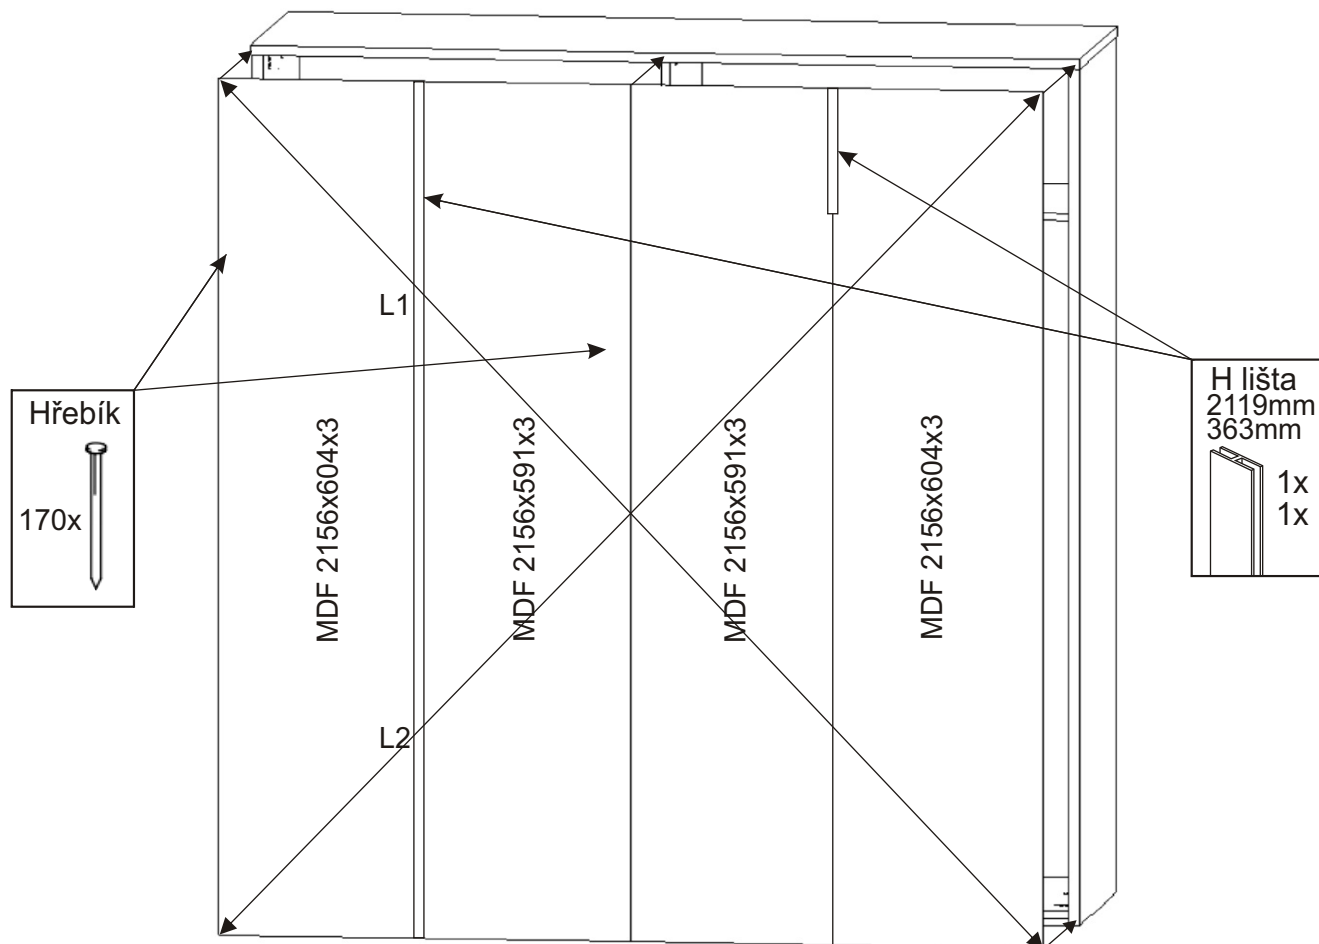 L1
Hřebík
170x
H lišta
2119mm
363mm
1x
1x
MDF 2156x604x3
MDF 2156x591x3
MDF 2156x591x3
MDF 2156x604x3
L2